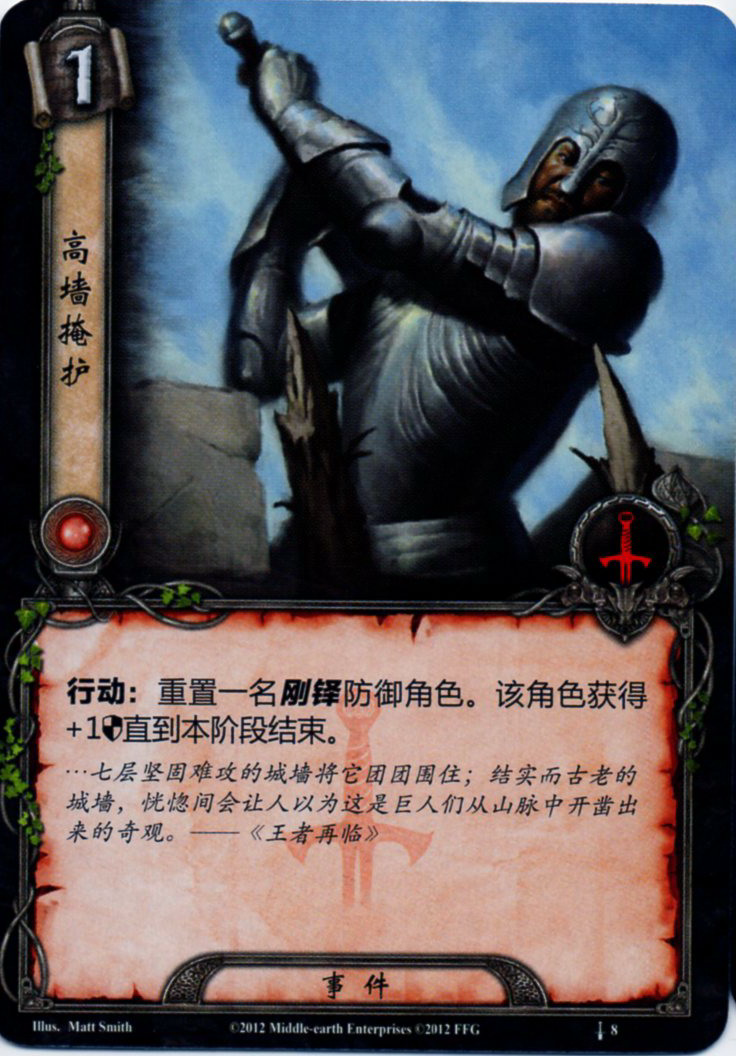 1
高墙掩护
行动：重置一名刚铎防御角色。该角色获得
+1直到本阶段结束。
…七层坚固难攻的城墙将它团团围住；结实而古老的
城墙，恍惚间会让人以为这是巨人们从山脉中开凿出
来的奇观。——《王者再临》
事件
Illus. Matt Smith
©2012 Middle-earth Enterprises ©2012 FFG
8